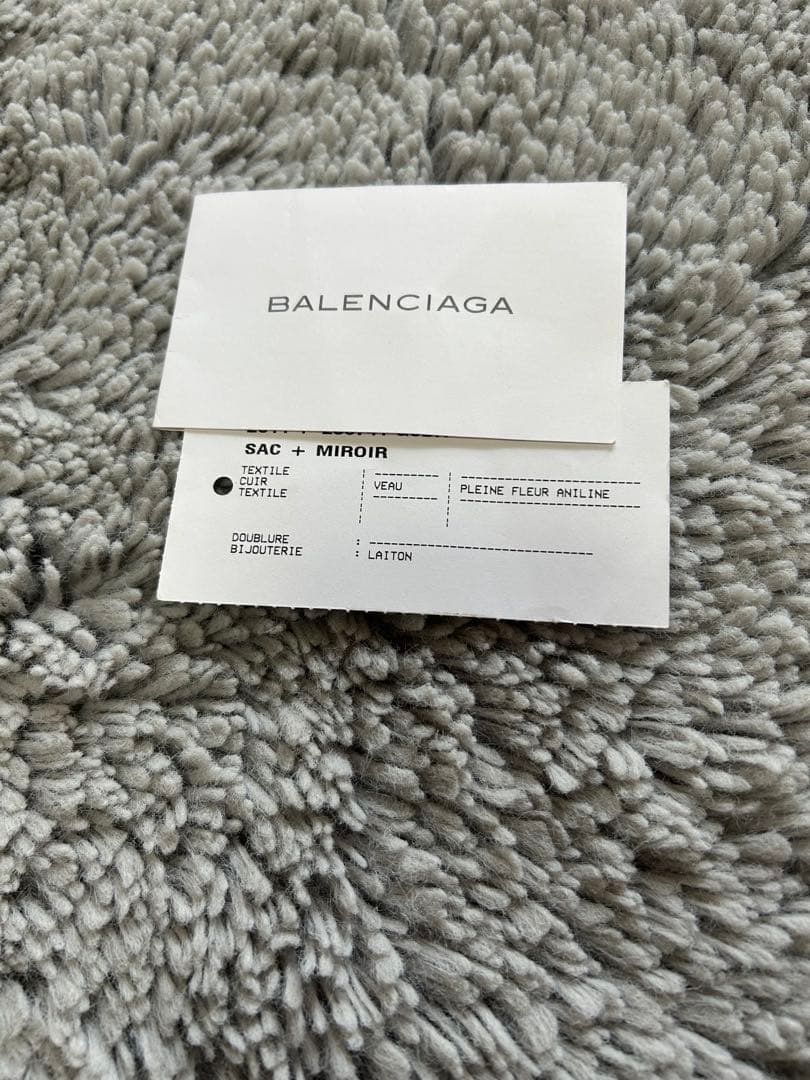 BALENCIAGA
SAC + MIROIR
TEXTILE
CUIR VEAU PLEINE FLEUR ANILINE
TEXTILE
DOUBLURE :
BIJOUTERIE : LAITON